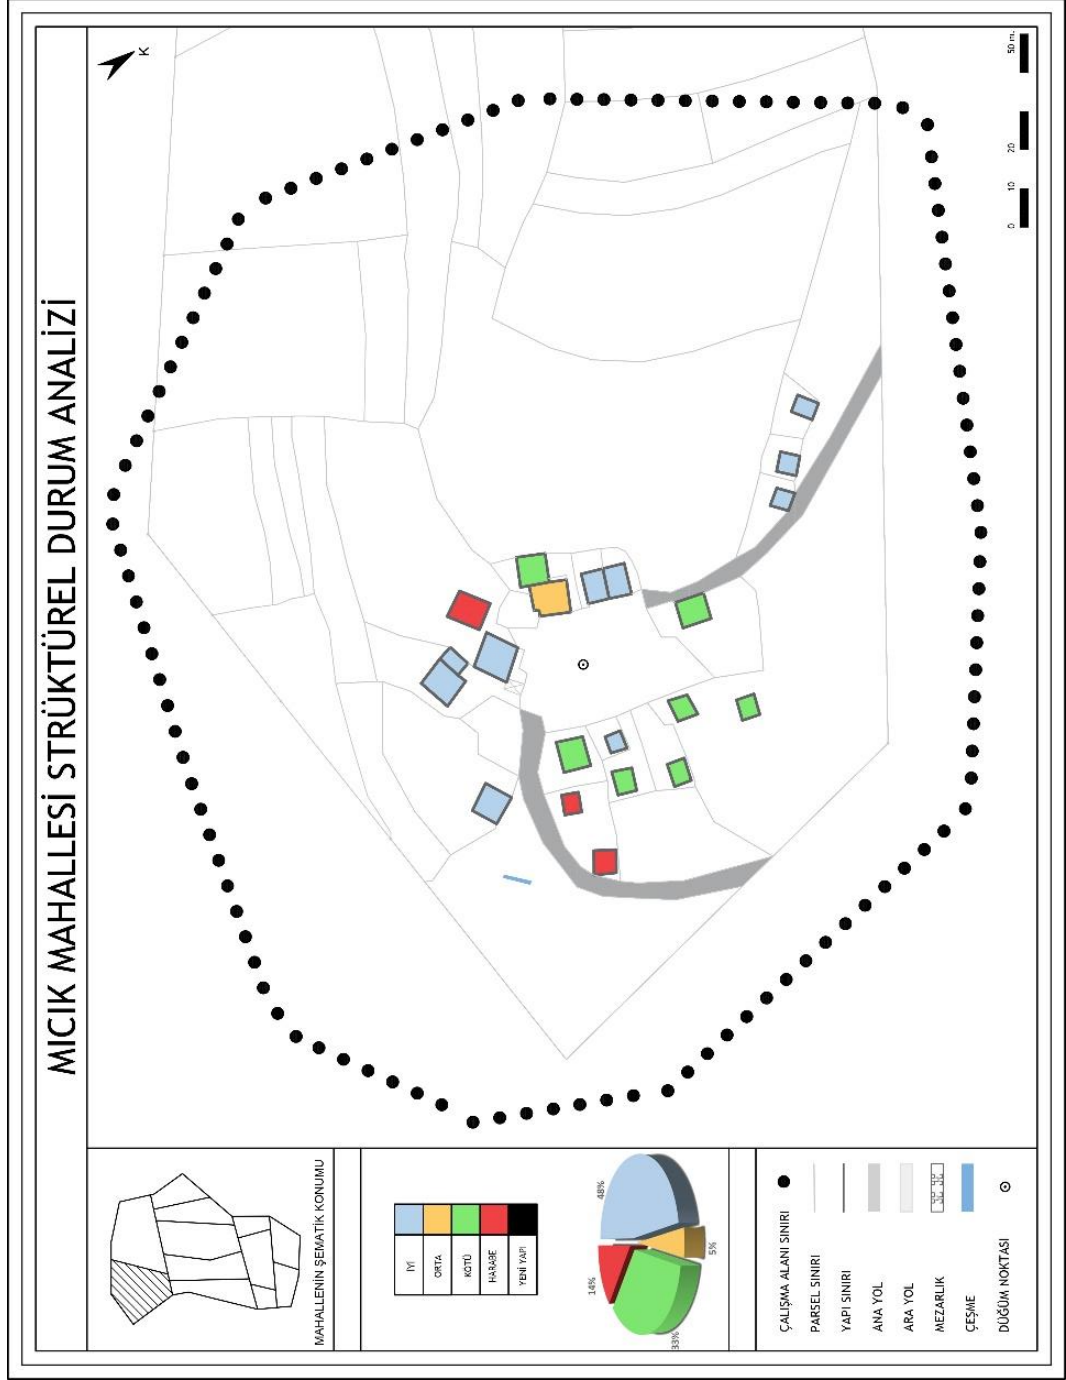 MICIK MAHALLESİ STRÜKTÜREL DURUM ANALİZİ
K
0 10 20 50 m.
MAHALLENİN ŞEMATİK KONUMU
İYİ
ORTA
KÖTÜ
HARABE
YENİ YAPI
48%
5%
33%
14%
ÇALIŞMA ALANI SINIRI
PARSEL SINIRI
YAPI SINIRI
ANA YOL
ARA YOL
MEZARLIK
ÇEŞME
DÜĞÜM NOKTASI